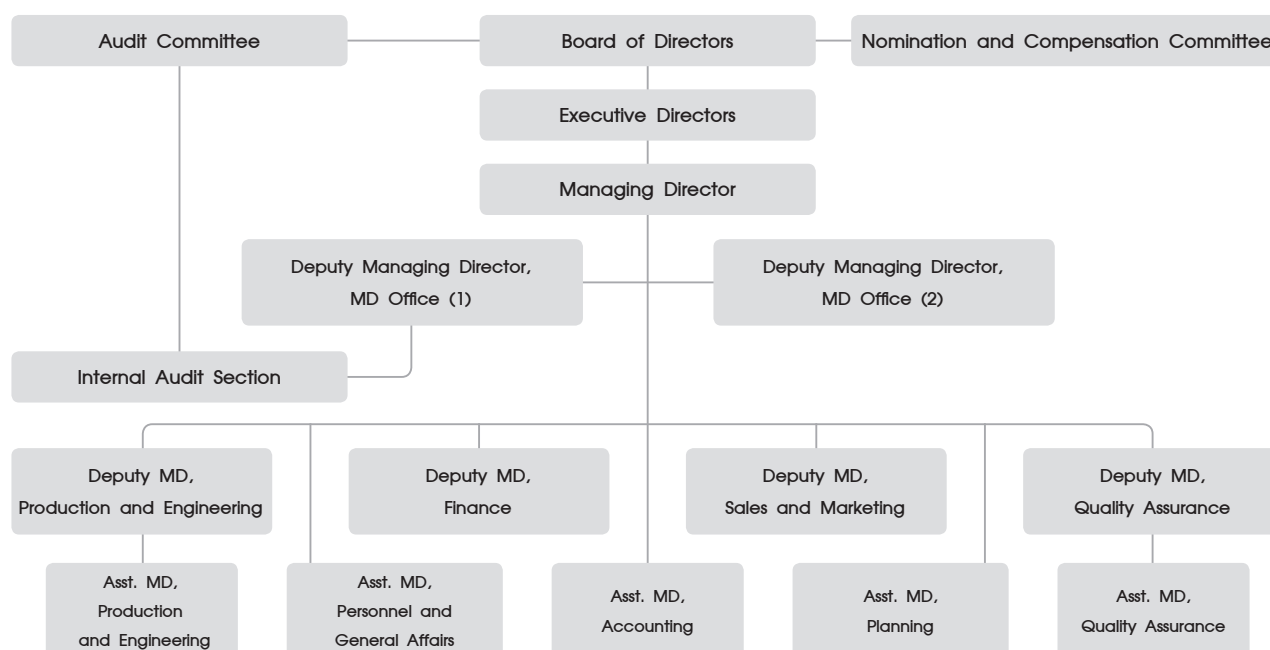 Audit Committee
Board of Directors
Nomination and Compensation Committee
Executive Directors
Managing Director
Deputy Managing Director,
MD Office (1)
Deputy Managing Director,
MD Office (2)
Internal Audit Section
Deputy MD,
Production and Engineering
Deputy MD,
Finance
Deputy MD,
Sales and Marketing
Deputy MD,
Quality Assurance
Asst. MD,
Production
and Engineering
Asst. MD,
Personnel and
General Affairs
Asst. MD,
Accounting
Asst. MD,
Planning
Asst. MD,
Quality Assurance